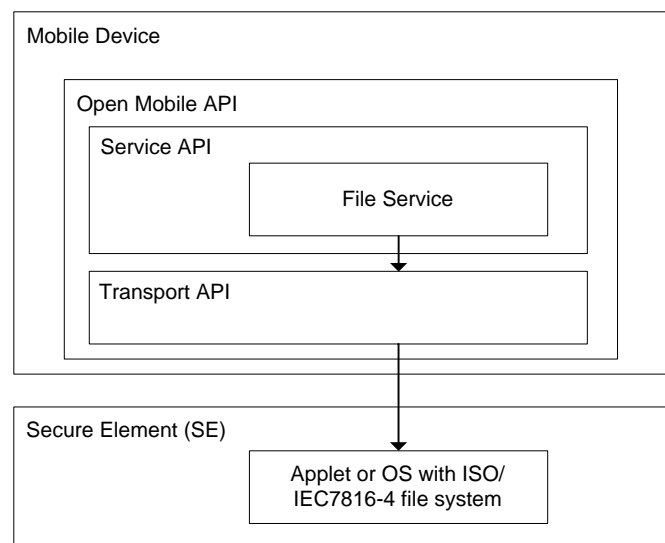 Mobile Device
Open Mobile API
Service API
File Service
Transport API
Secure Element (SE)
Applet or OS with ISO/
IEC7816-4 file system